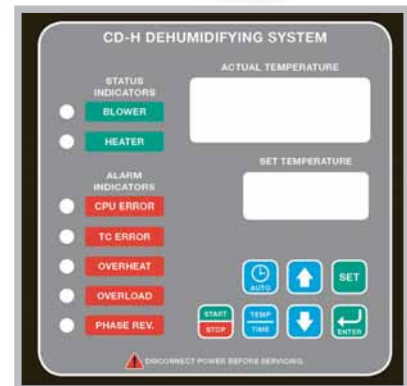 CD-H DEHUMIDIFYING SYSTEM
STATUS
INDICATORS
BLOWER
HEATER
ALARM
INDICATORS
CPU ERROR
TC ERROR
OVERHEAT
OVERLOAD
PHASE REV.
ACTUAL TEMPERATURE
SET TEMPERATURE
AUTO
SET
START
STOP
TEMP
TIME
ENTER
DISCONNECT POWER BEFORE SERVICING.